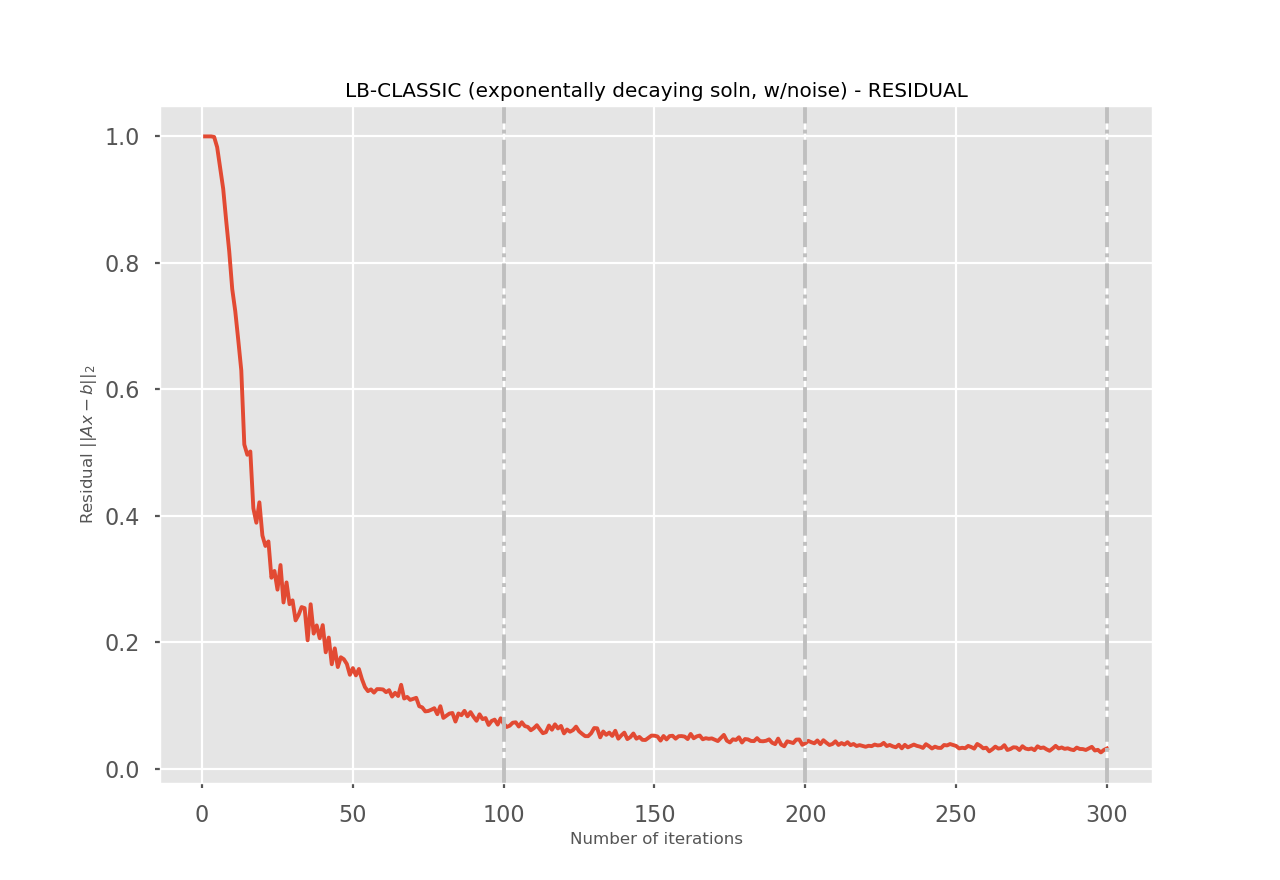 LB-CLASSIC (exponentially decaying soln, w/noise) - RESIDUAL
1.0
0.8
0.6
0.4
0.2
0.0
Residual ||Ax − b||₂
0 50 100 150 200 250 300
Number of iterations